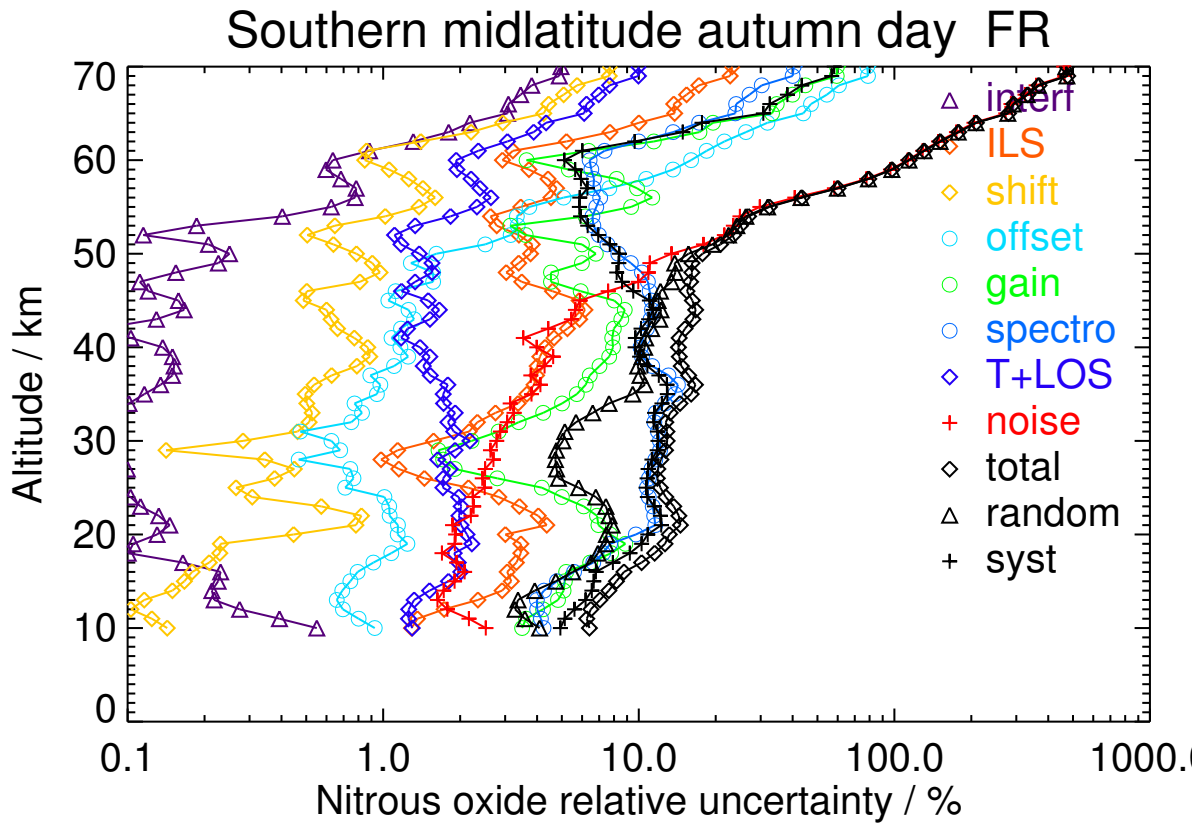 Southern midlatitude autumn day FR
70
60
50
40
30
20
10
0
Altitude / km
interf
ILS
shift
offset
gain
spectro
T+LOS
noise
total
random
syst
0.1 1.0 10.0 100.0 1000.
Nitrous oxide relative uncertainty / %